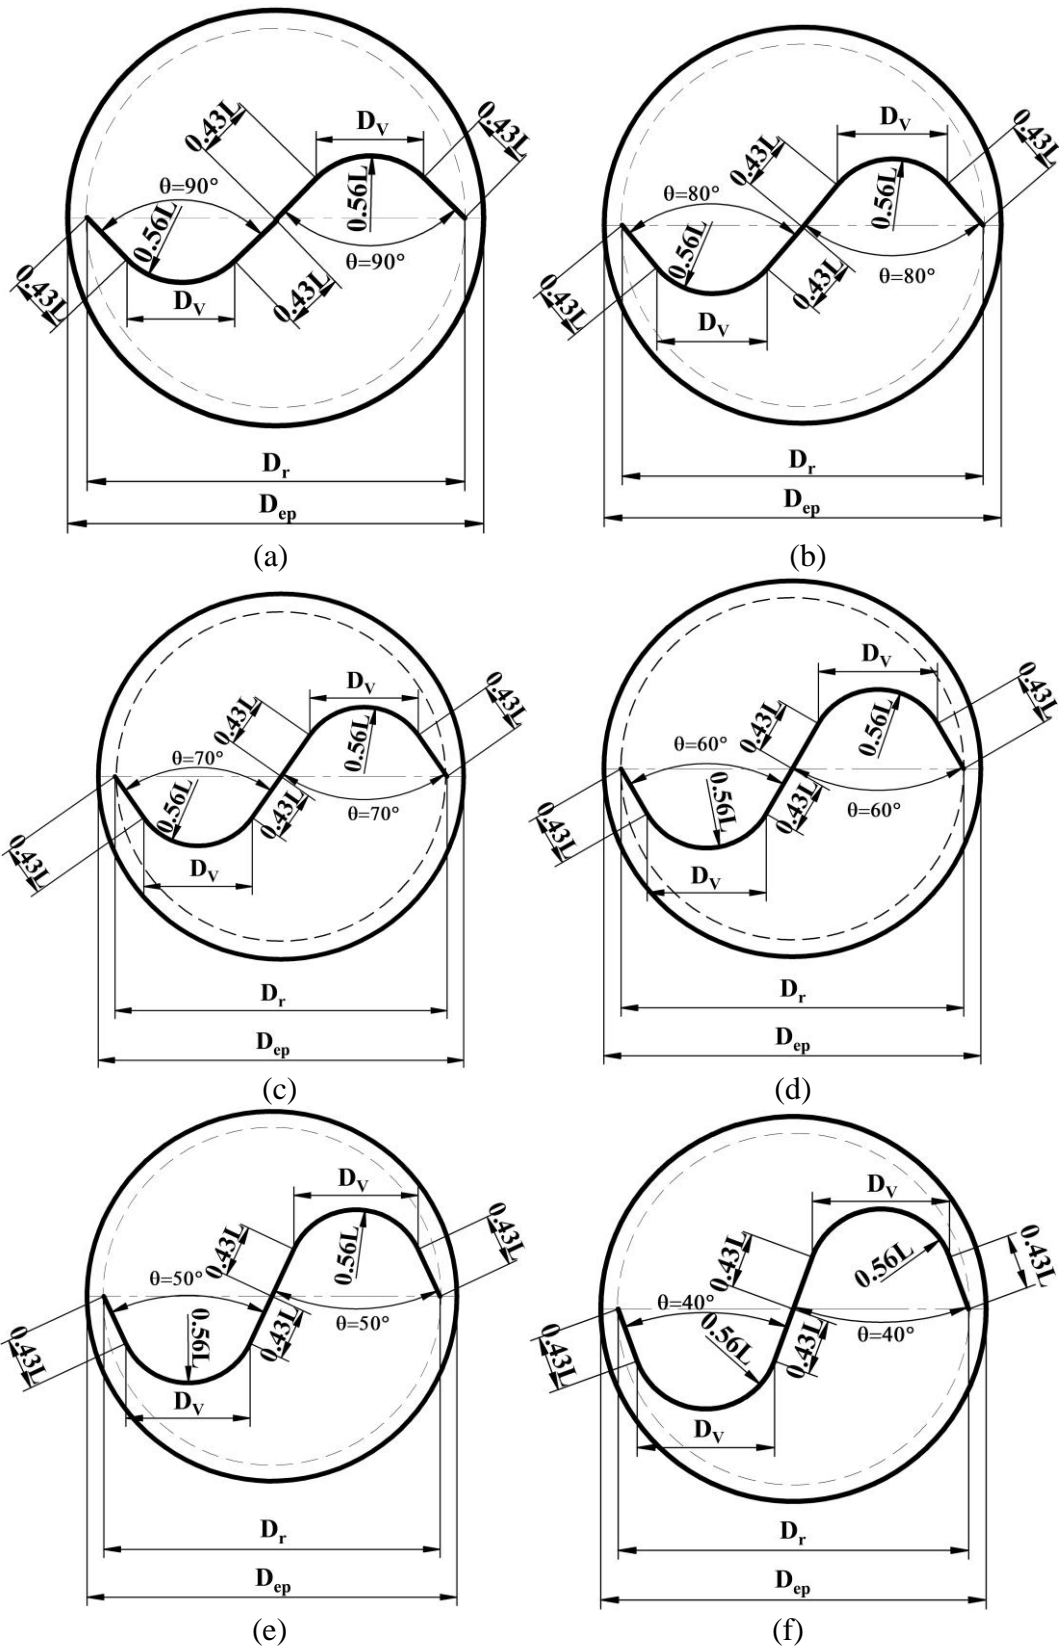 0.43L
D_V
0.43L
θ=90°
0.56L
0.56L
θ=90°
0.43L
D_V
0.43L
D_r
D_ep
(a)
0.43L
D_V
0.43L
θ=80°
0.56L
0.56L
θ=80°
0.43L
D_V
0.43L
D_r
D_ep
(b)
0.43L
D_V
0.43L
θ=70°
0.56L
0.56L
θ=70°
0.43L
D_V
0.43L
D_r
D_ep
(c)
0.43L
D_V
0.43L
θ=60°
0.56L
0.56L
θ=60°
0.43L
D_V
0.43L
D_r
D_ep
(d)
0.43L
D_V
0.43L
θ=50°
0.56L
0.56L
θ=50°
0.43L
D_V
0.43L
D_r
D_ep
(e)
0.43L
D_V
0.43L
θ=40°
0.56L
0.56L
θ=40°
0.43L
D_V
0.43L
D_r
D_ep
(f)